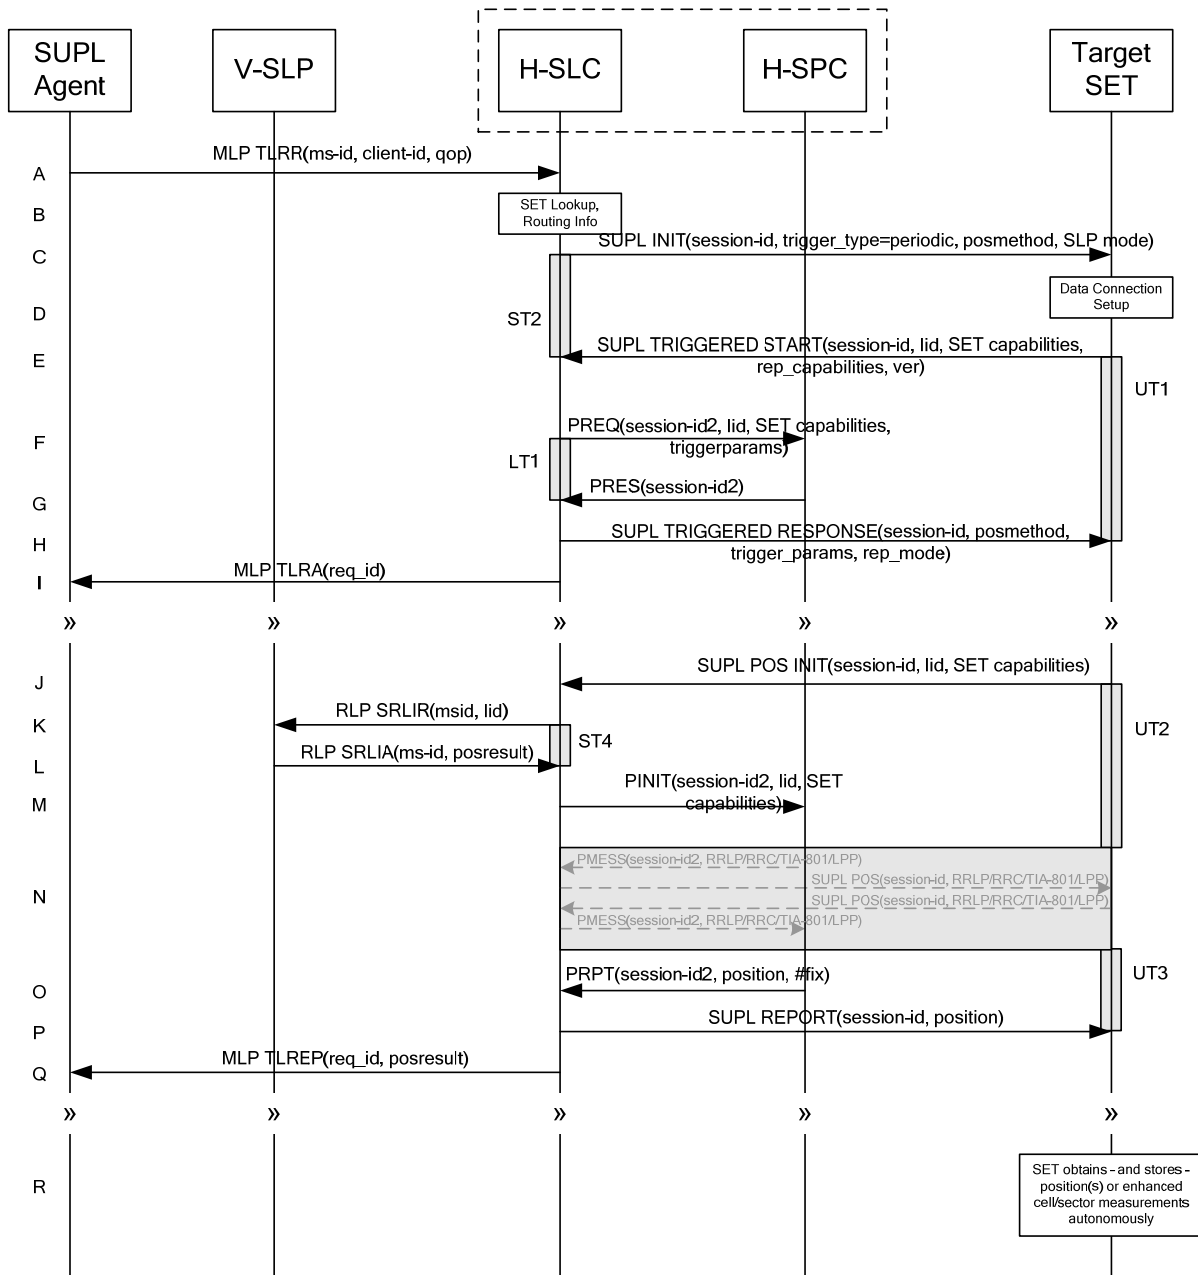 SUPL
Agent
V-SLP
H-SLC
H-SPC
Target
SET
A
MLP TLRR(ms-id, client-id, qop)
B
SET Lookup,
Routing Info
C
SUPL INIT(session-id, trigger_type=periodic, posmethod, SLP mode)
D
ST2
Data Connection
Setup
E
SUPL TRIGGERED START(session-id, lid, SET capabilities,
rep_capabilities, ver)
UT1
F
PREQ(session-id2, lid, SET capabilities,
triggerparams)
LT1
G
PRES(session-id2)
H
SUPL TRIGGERED RESPONSE(session-id, posmethod,
trigger_params, rep_mode)
I
MLP TLRA(req_id)
» » » » »
J
SUPL POS INIT(session-id, lid, SET capabilities)
K
RLP SRLIR(msid, lid)
ST4
UT2
L
RLP SRLIA(ms-id, posresult)
M
PINIT(session-id2, lid, SET
capabilities)
N
PMESS(session-id2, RRLP/RRC/TIA-801/LPP)
SUPL POS(session-id, RRLP/RRC/TIA-801/LPP)
SUPL POS(session-id, RRLP/RRC/TIA-801/LPP)
PMESS(session-id2, RRLP/RRC/TIA-801/LPP)
O
PRPT(session-id2, position, #fix)
UT3
P
SUPL REPORT(session-id, position)
Q
MLP TLREP(req_id, posresult)
» » » » »
R
SET obtains - and stores -
position(s) or enhanced
cell/sector measurements
autonomously